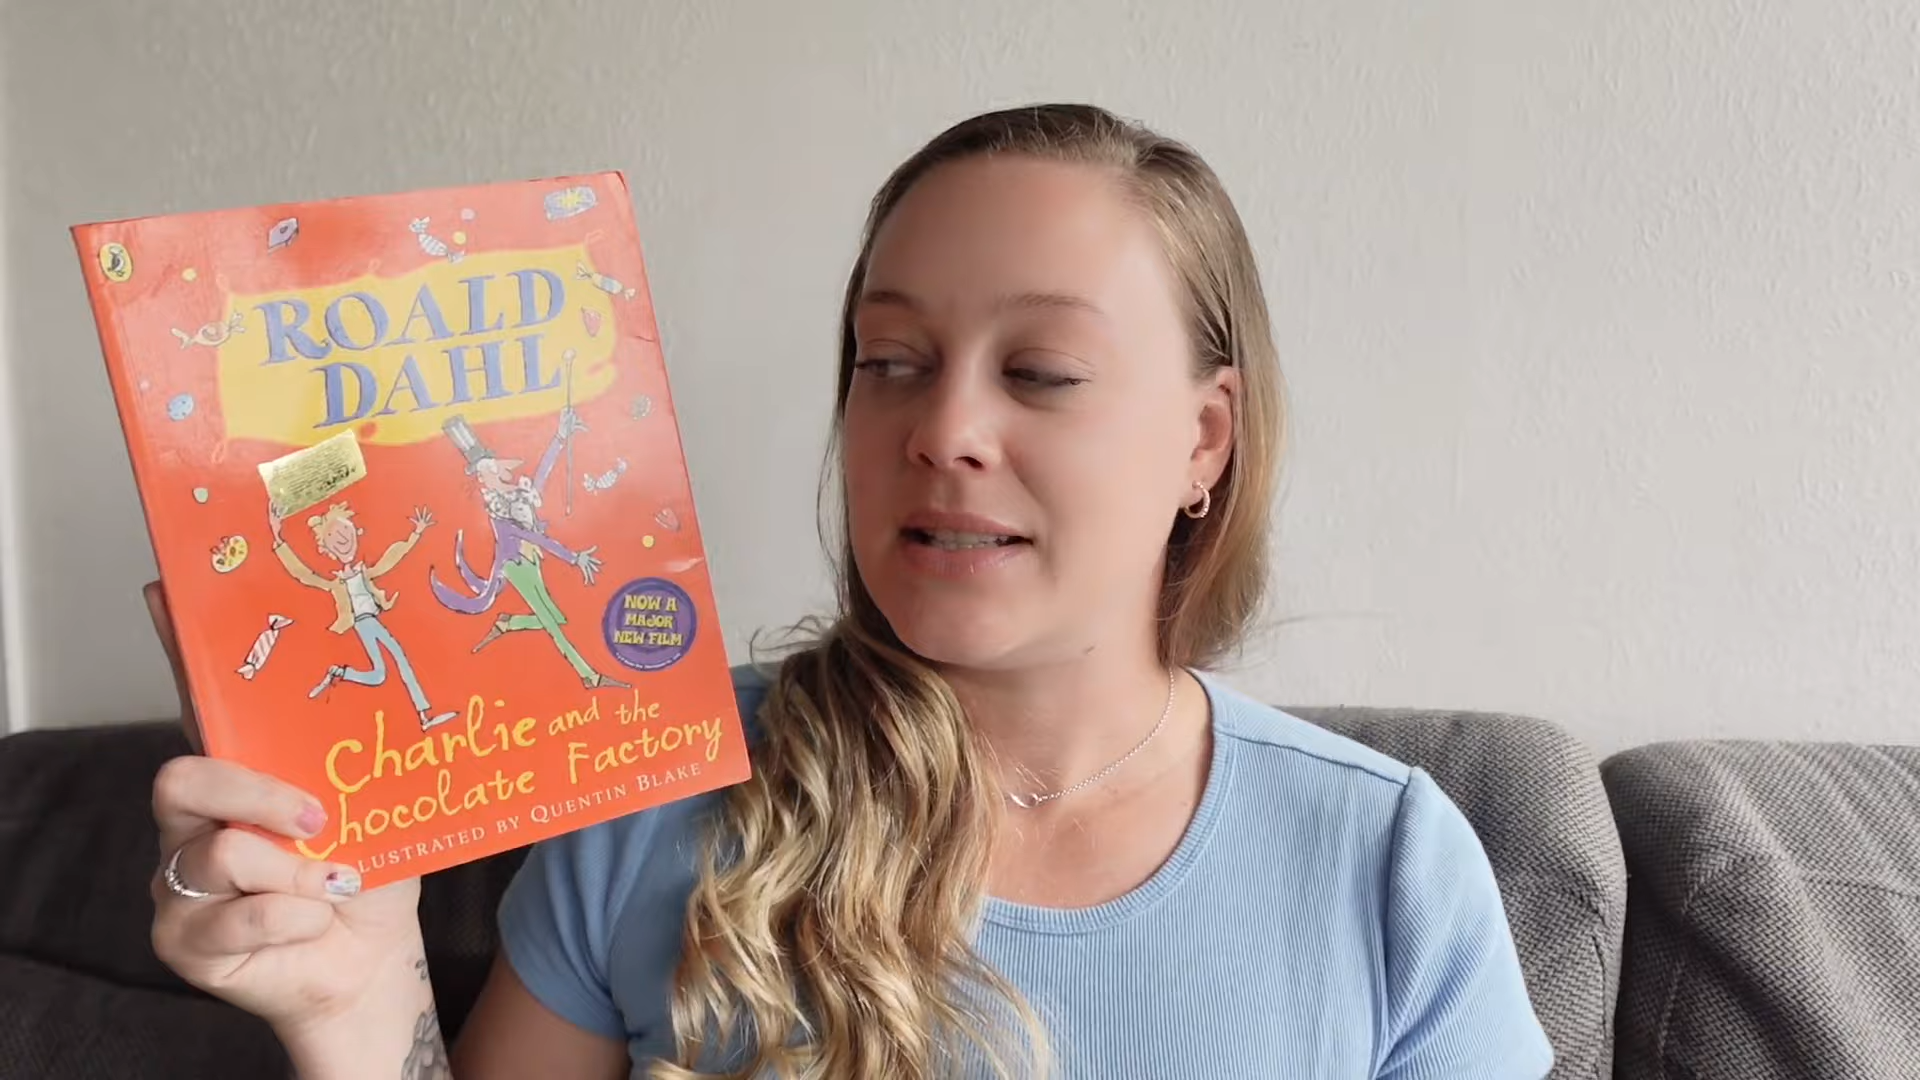 ROALD
DAHL
NOW A
MAJOR
NEW FILM
Charlie and the
Chocolate Factory
LLUSTRATED BY QUENTIN BLAKE